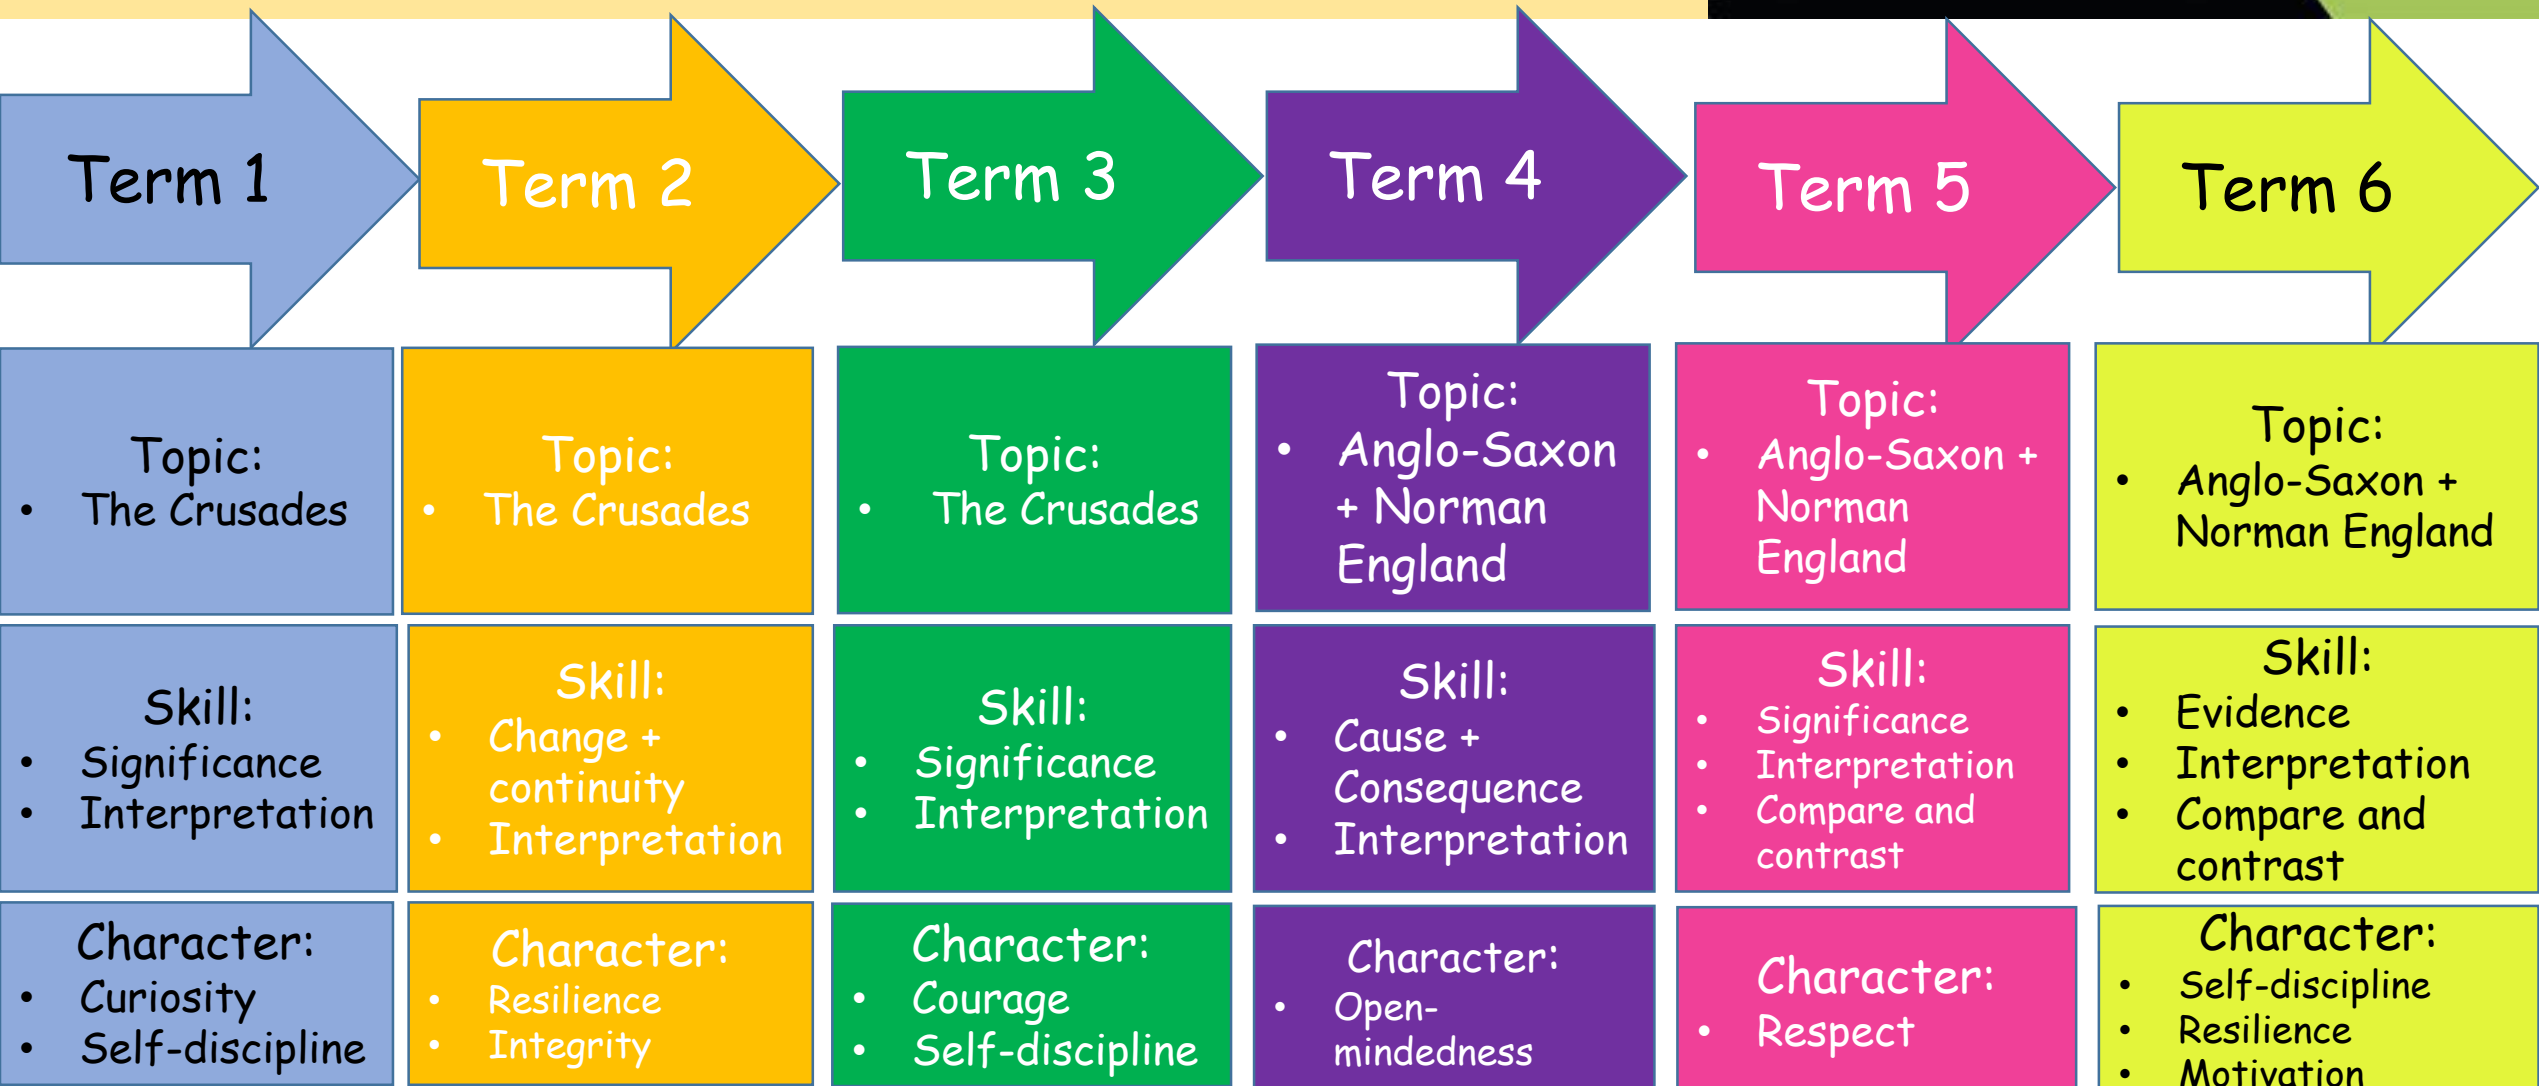 Term 1
Term 2
Term 3
Term 4
Term 5
Term 6
Topic:
• The Crusades
Topic:
• The Crusades
Topic:
• The Crusades
Topic:
• Anglo-Saxon
+ Norman
England
Topic:
• Anglo-Saxon +
Norman
England
Topic:
• Anglo-Saxon +
Norman England
Skill:
• Significance
• Interpretation
Skill:
• Change +
continuity
• Interpretation
Skill:
• Significance
• Interpretation
Skill:
• Cause +
Consequence
• Interpretation
Skill:
• Significance
• Interpretation
• Compare and
contrast
Skill:
• Evidence
• Interpretation
• Compare and
contrast
Character:
• Curiosity
• Self-discipline
Character:
• Resilience
• Integrity
Character:
• Courage
• Self-discipline
Character:
• Open-
mindedness
Character:
• Respect
Character:
• Self-discipline
• Resilience
• Motivation